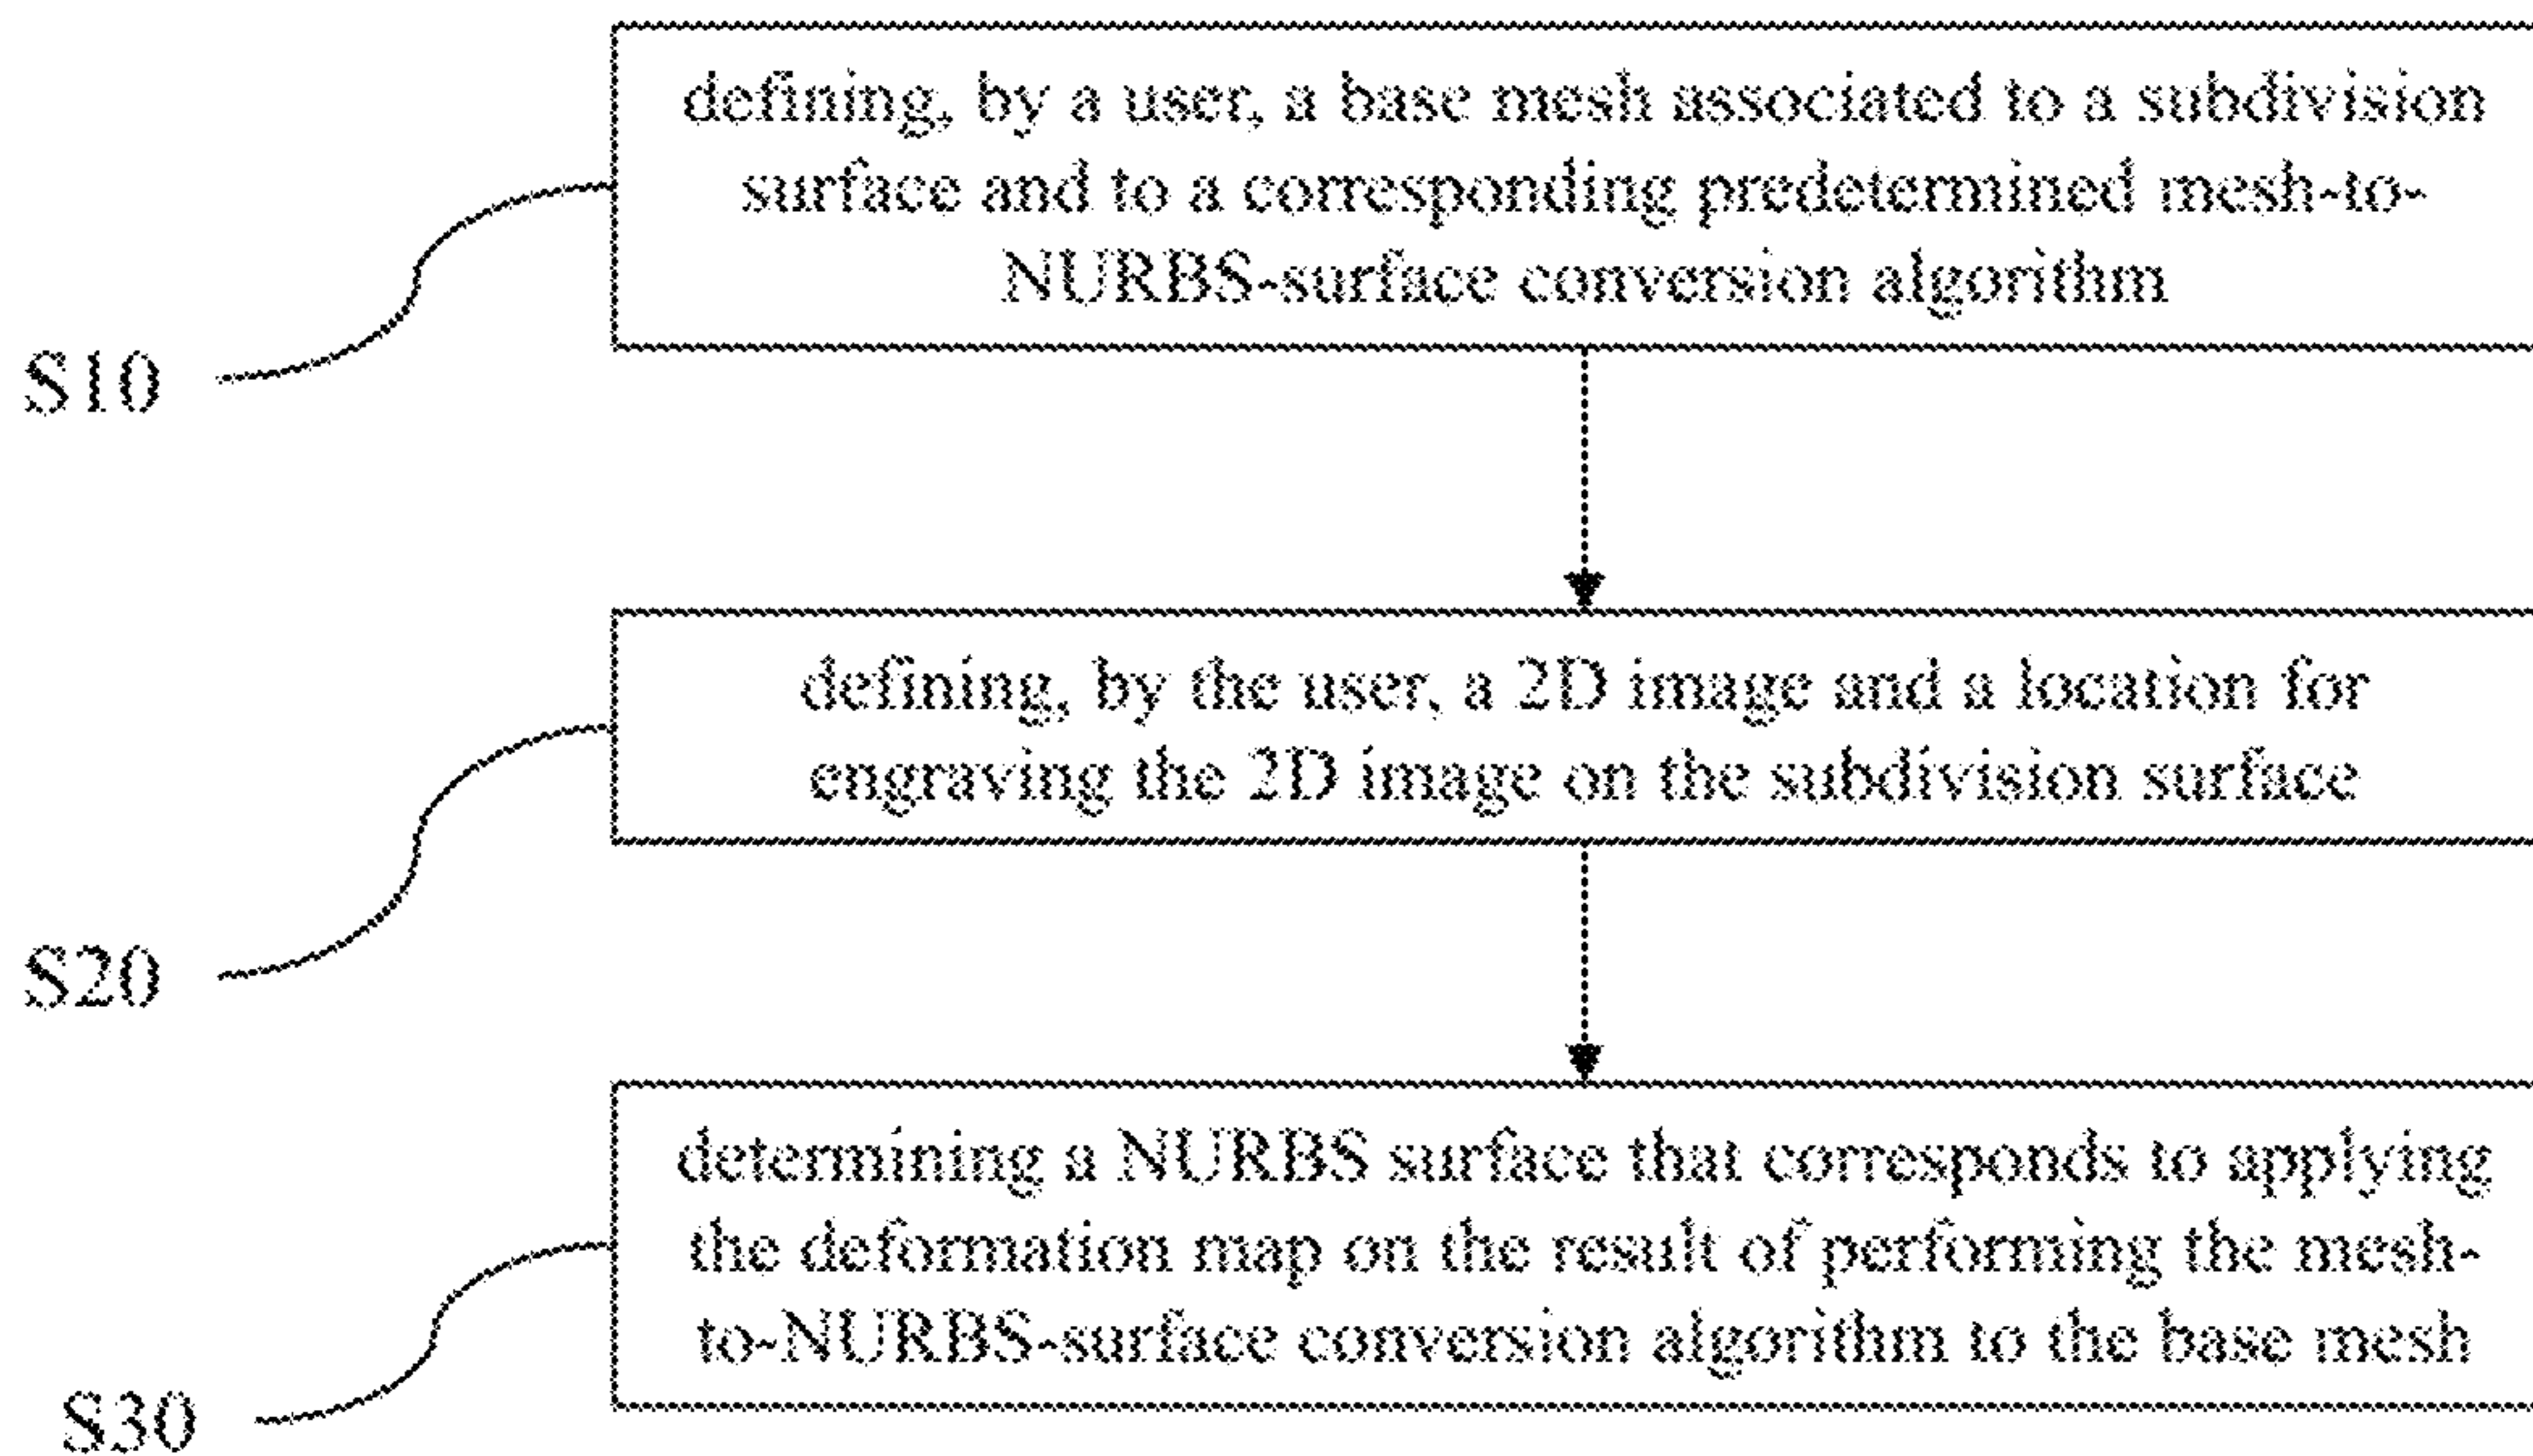 defining, by a user, a base mesh associated to a subdivision
surface and to a corresponding predetermined mesh-to-
NURBS-surface conversion algorithm
S10
defining, by the user, a 2D image and a location for
engraving the 2D image on the subdivision surface
S20
determining a NURBS surface that corresponds to applying
the deformation map on the result of performing the mesh-
to-NURBS-surface conversion algorithm to the base mesh
S30